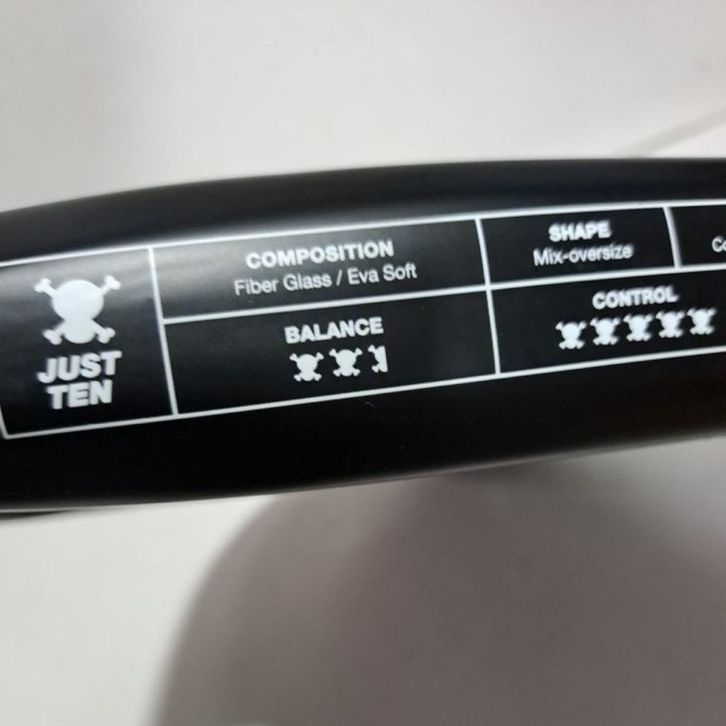 JUST
TEN
COMPOSITION
Fiber Glass / Eva Soft
BALANCE
SHAPE
Mix-oversize
CONTROL